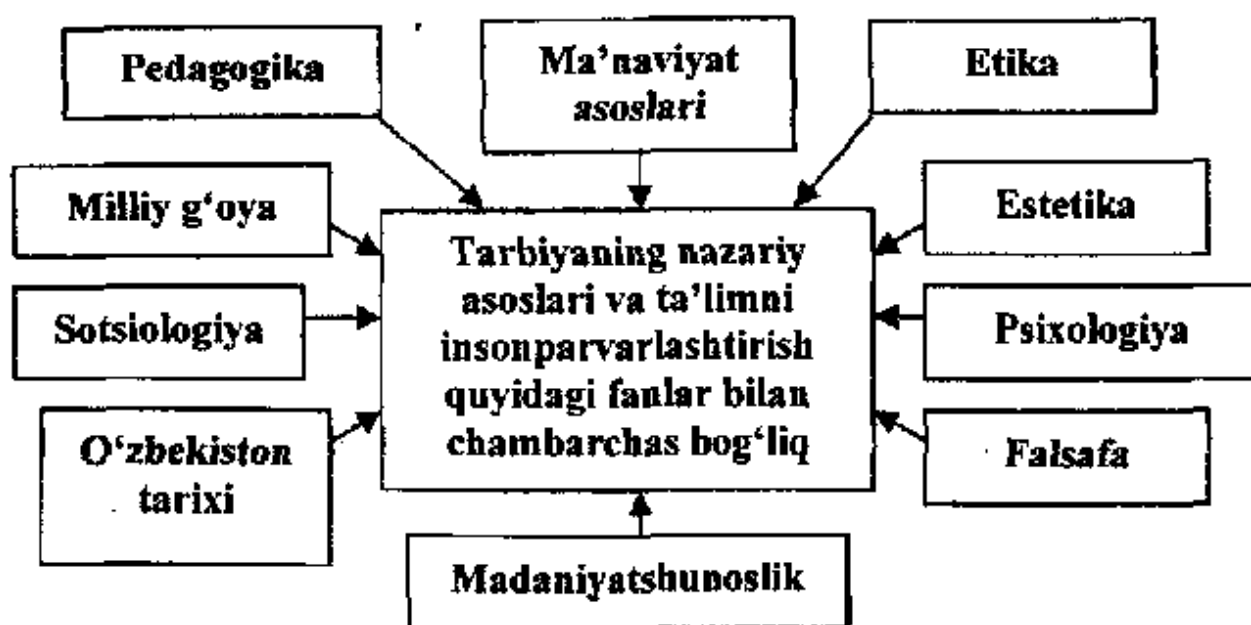 Pedagogika
Ma'naviyat
asoslari
Etika
Milliy g‘oya
Estetika
Tarbiyaning nazariy
asoslari va ta’limni
insonparvarlashtirish
quyidagi fanlar bilan
chambarchas bog‘liq
Sotsiologiya
Psixologiya
O‘zbekiston
tarixi
Falsafa
Madaniyatshunoslik